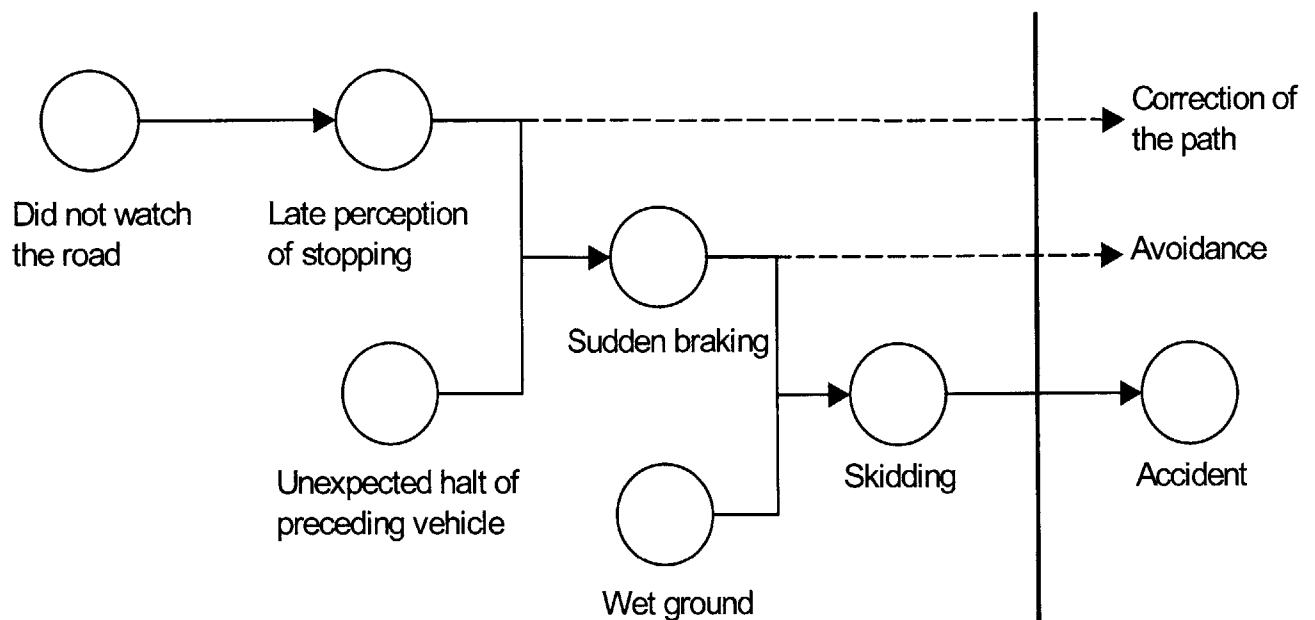 Correction of
the path
Did not watch
the road
Late perception
of stopping
Avoidance
Sudden braking
Unexpected halt of
preceding vehicle
Skidding
Accident
Wet ground